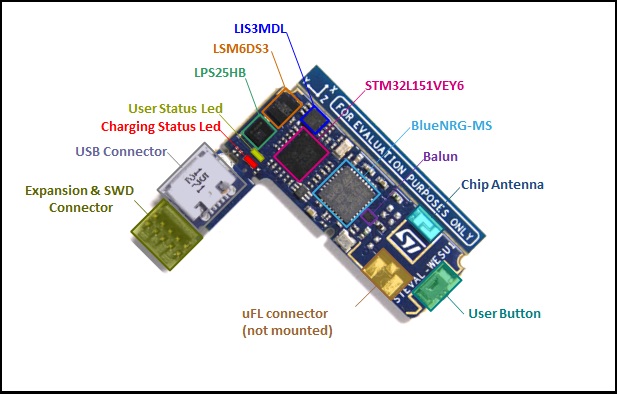 LIS3MDL
LSM6DS3
LPS25HB
User Status Led
Charging Status Led
USB Connector
Expansion & SWD
Connector
STM32L151VEY6
BlueNRG-MS
Balun
Chip Antenna
User Button
uFL connector
(not mounted)
X
Z
FOR EVALUATION PURPOSES ONLY
ST
STEVAL-WESU1